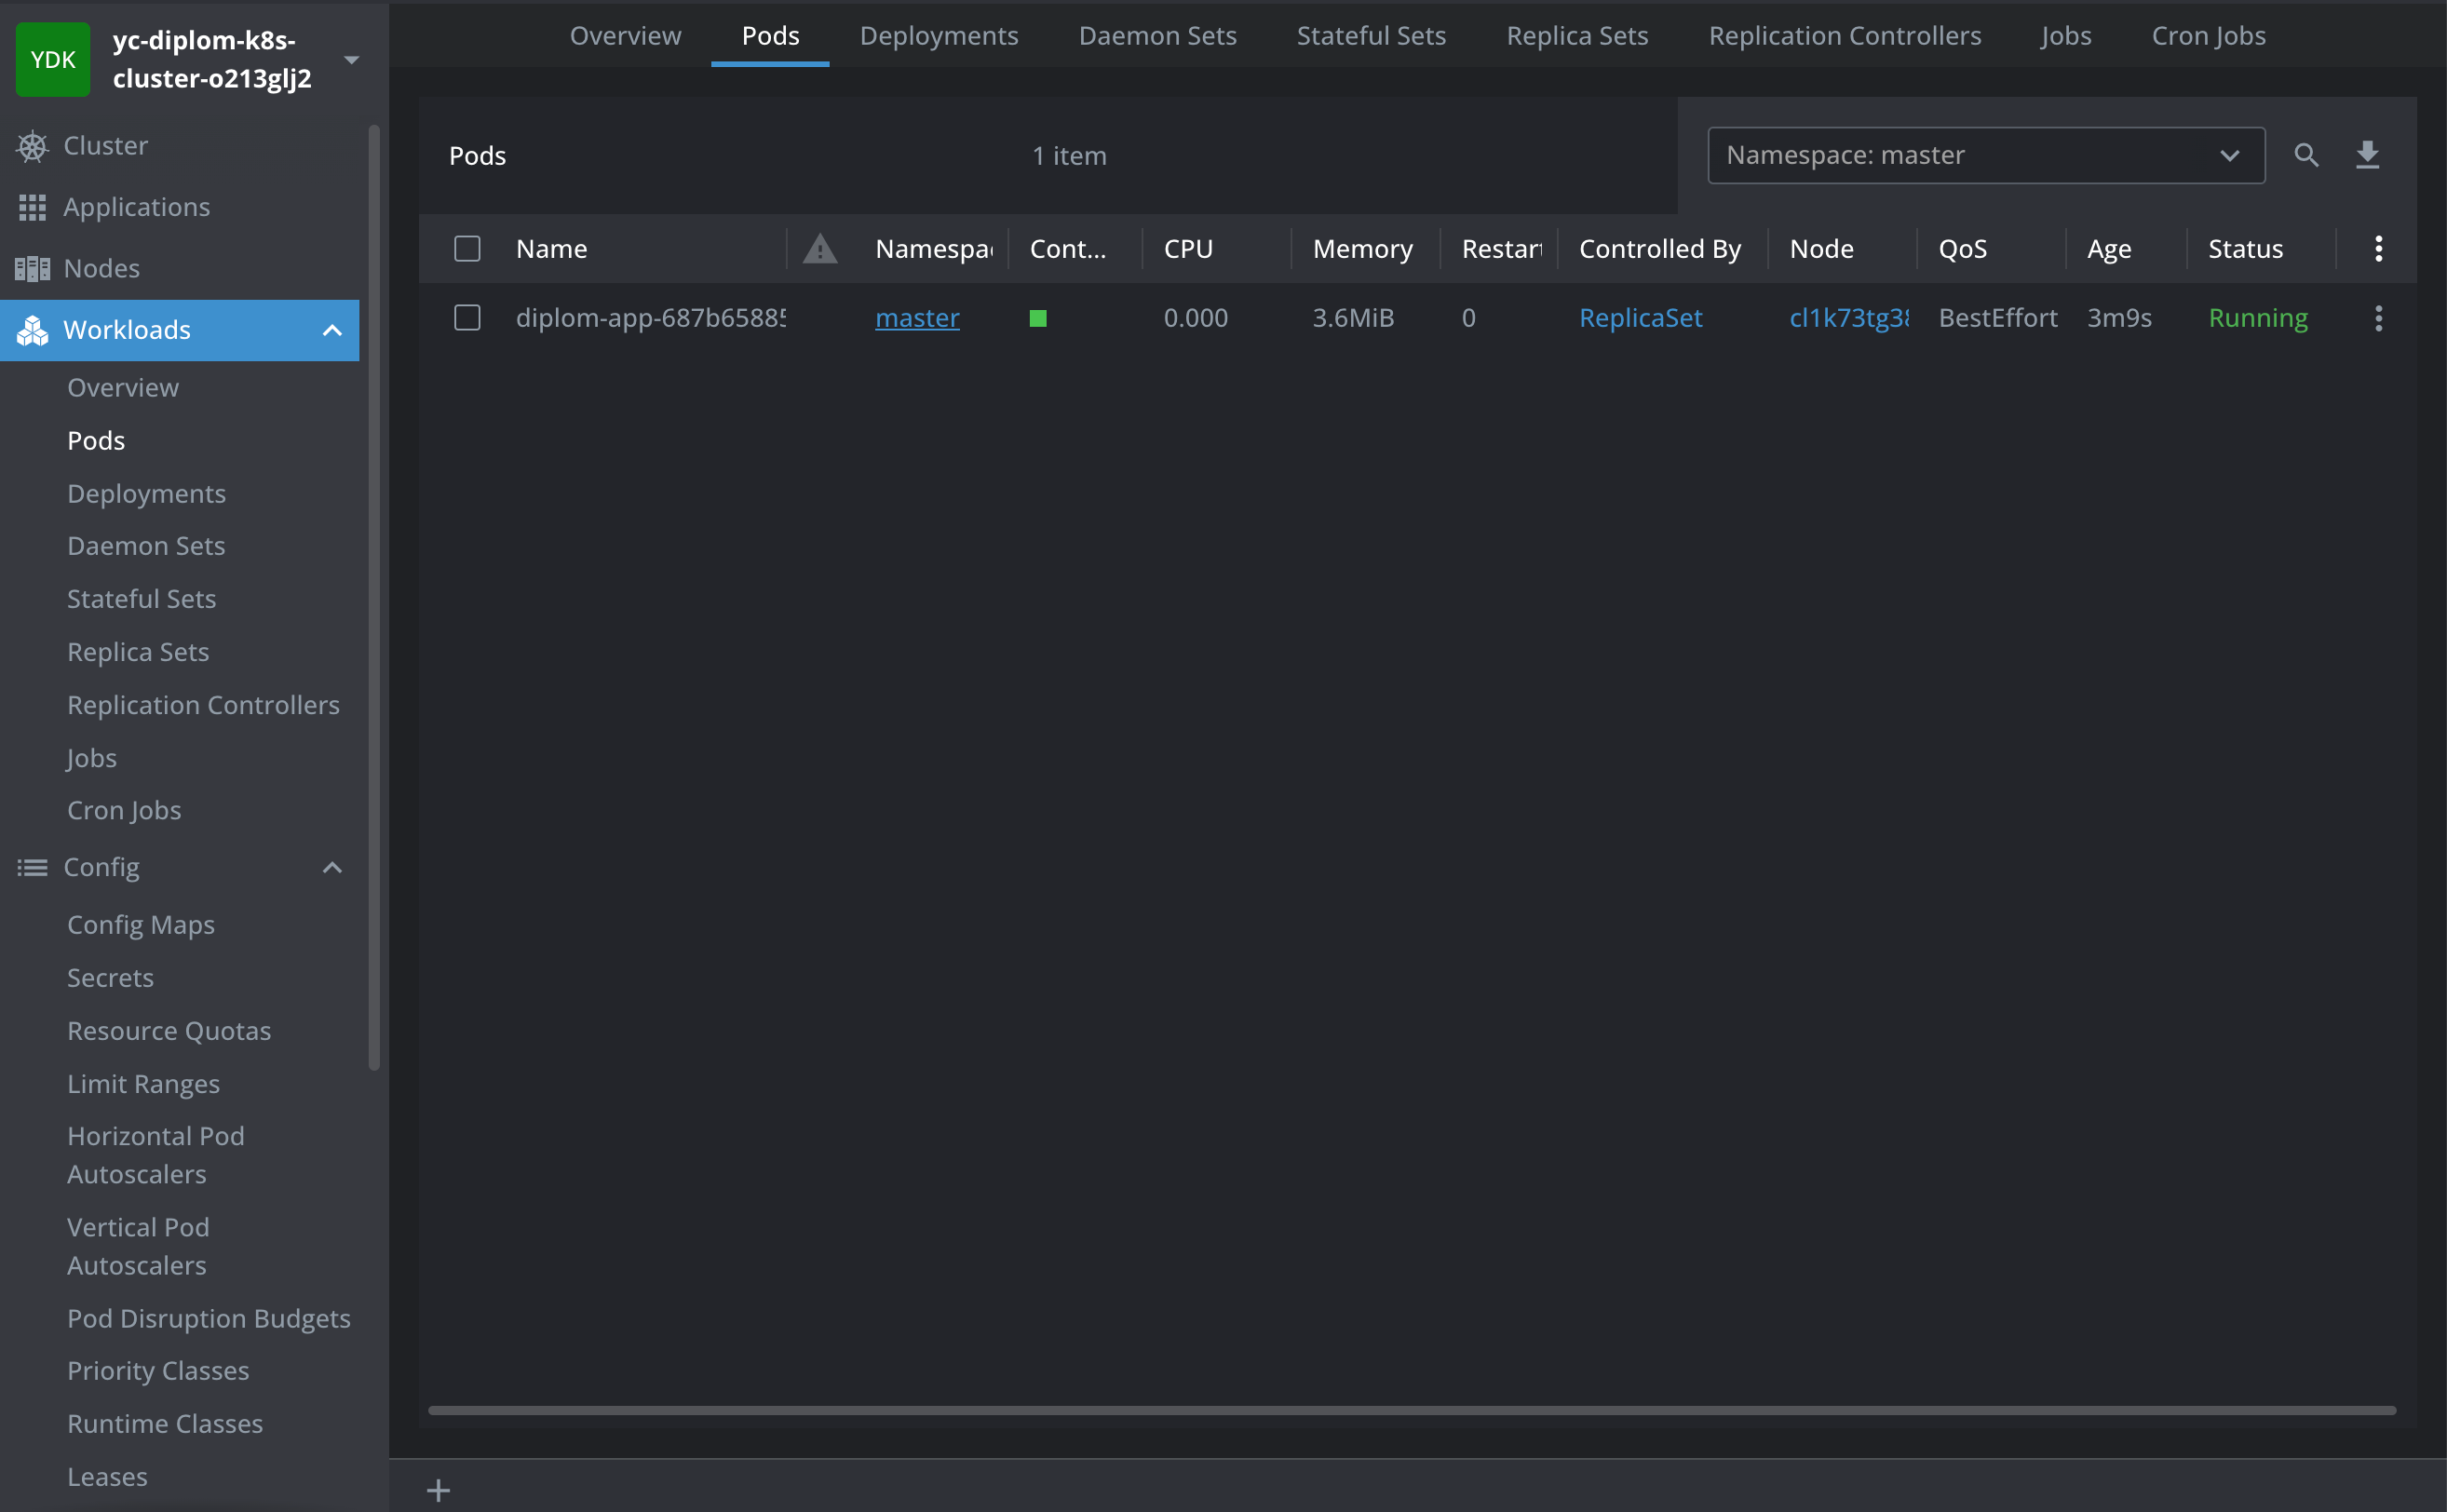 YDK
yc-diplom-k8s-
cluster-o213glj2
Cluster
Applications
Nodes
Workloads
Overview
Pods
Deployments
Daemon Sets
Stateful Sets
Replica Sets
Replication Controllers
Jobs
Cron Jobs
Config
Config Maps
Secrets
Resource Quotas
Limit Ranges
Horizontal Pod
Autoscalers
Vertical Pod
Autoscalers
Pod Disruption Budgets
Priority Classes
Runtime Classes
Leases
Overview Pods Deployments Daemon Sets Stateful Sets Replica Sets Replication Controllers Jobs Cron Jobs
Pods 1 item Namespace: master
Name Namespa Cont... CPU Memory Restar Controlled By Node QoS Age Status
diplom-app-687b65885 master 0.000 3.6MiB 0 ReplicaSet cl1k73tg38 BestEffort 3m9s Running
+